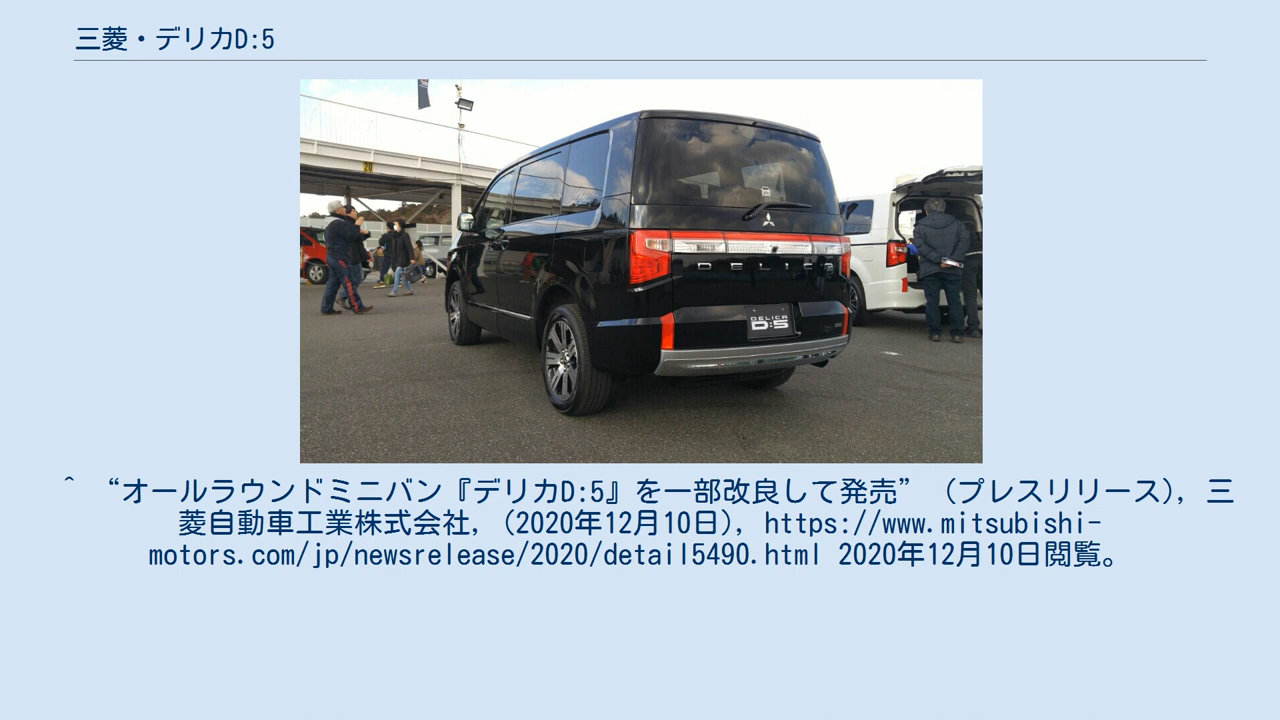 三菱・デリカD:5
20
DELICA
DELICA
D:5
^ “オールラウンドミニバン『デリカD:5』を一部改良して発売” (プレスリリース), 三
菱自動車工業株式会社, (2020年12月10日), https://www.mitsubishi-
motors.com/jp/newsrelease/2020/detail5490.html 2020年12月10日閲覧。